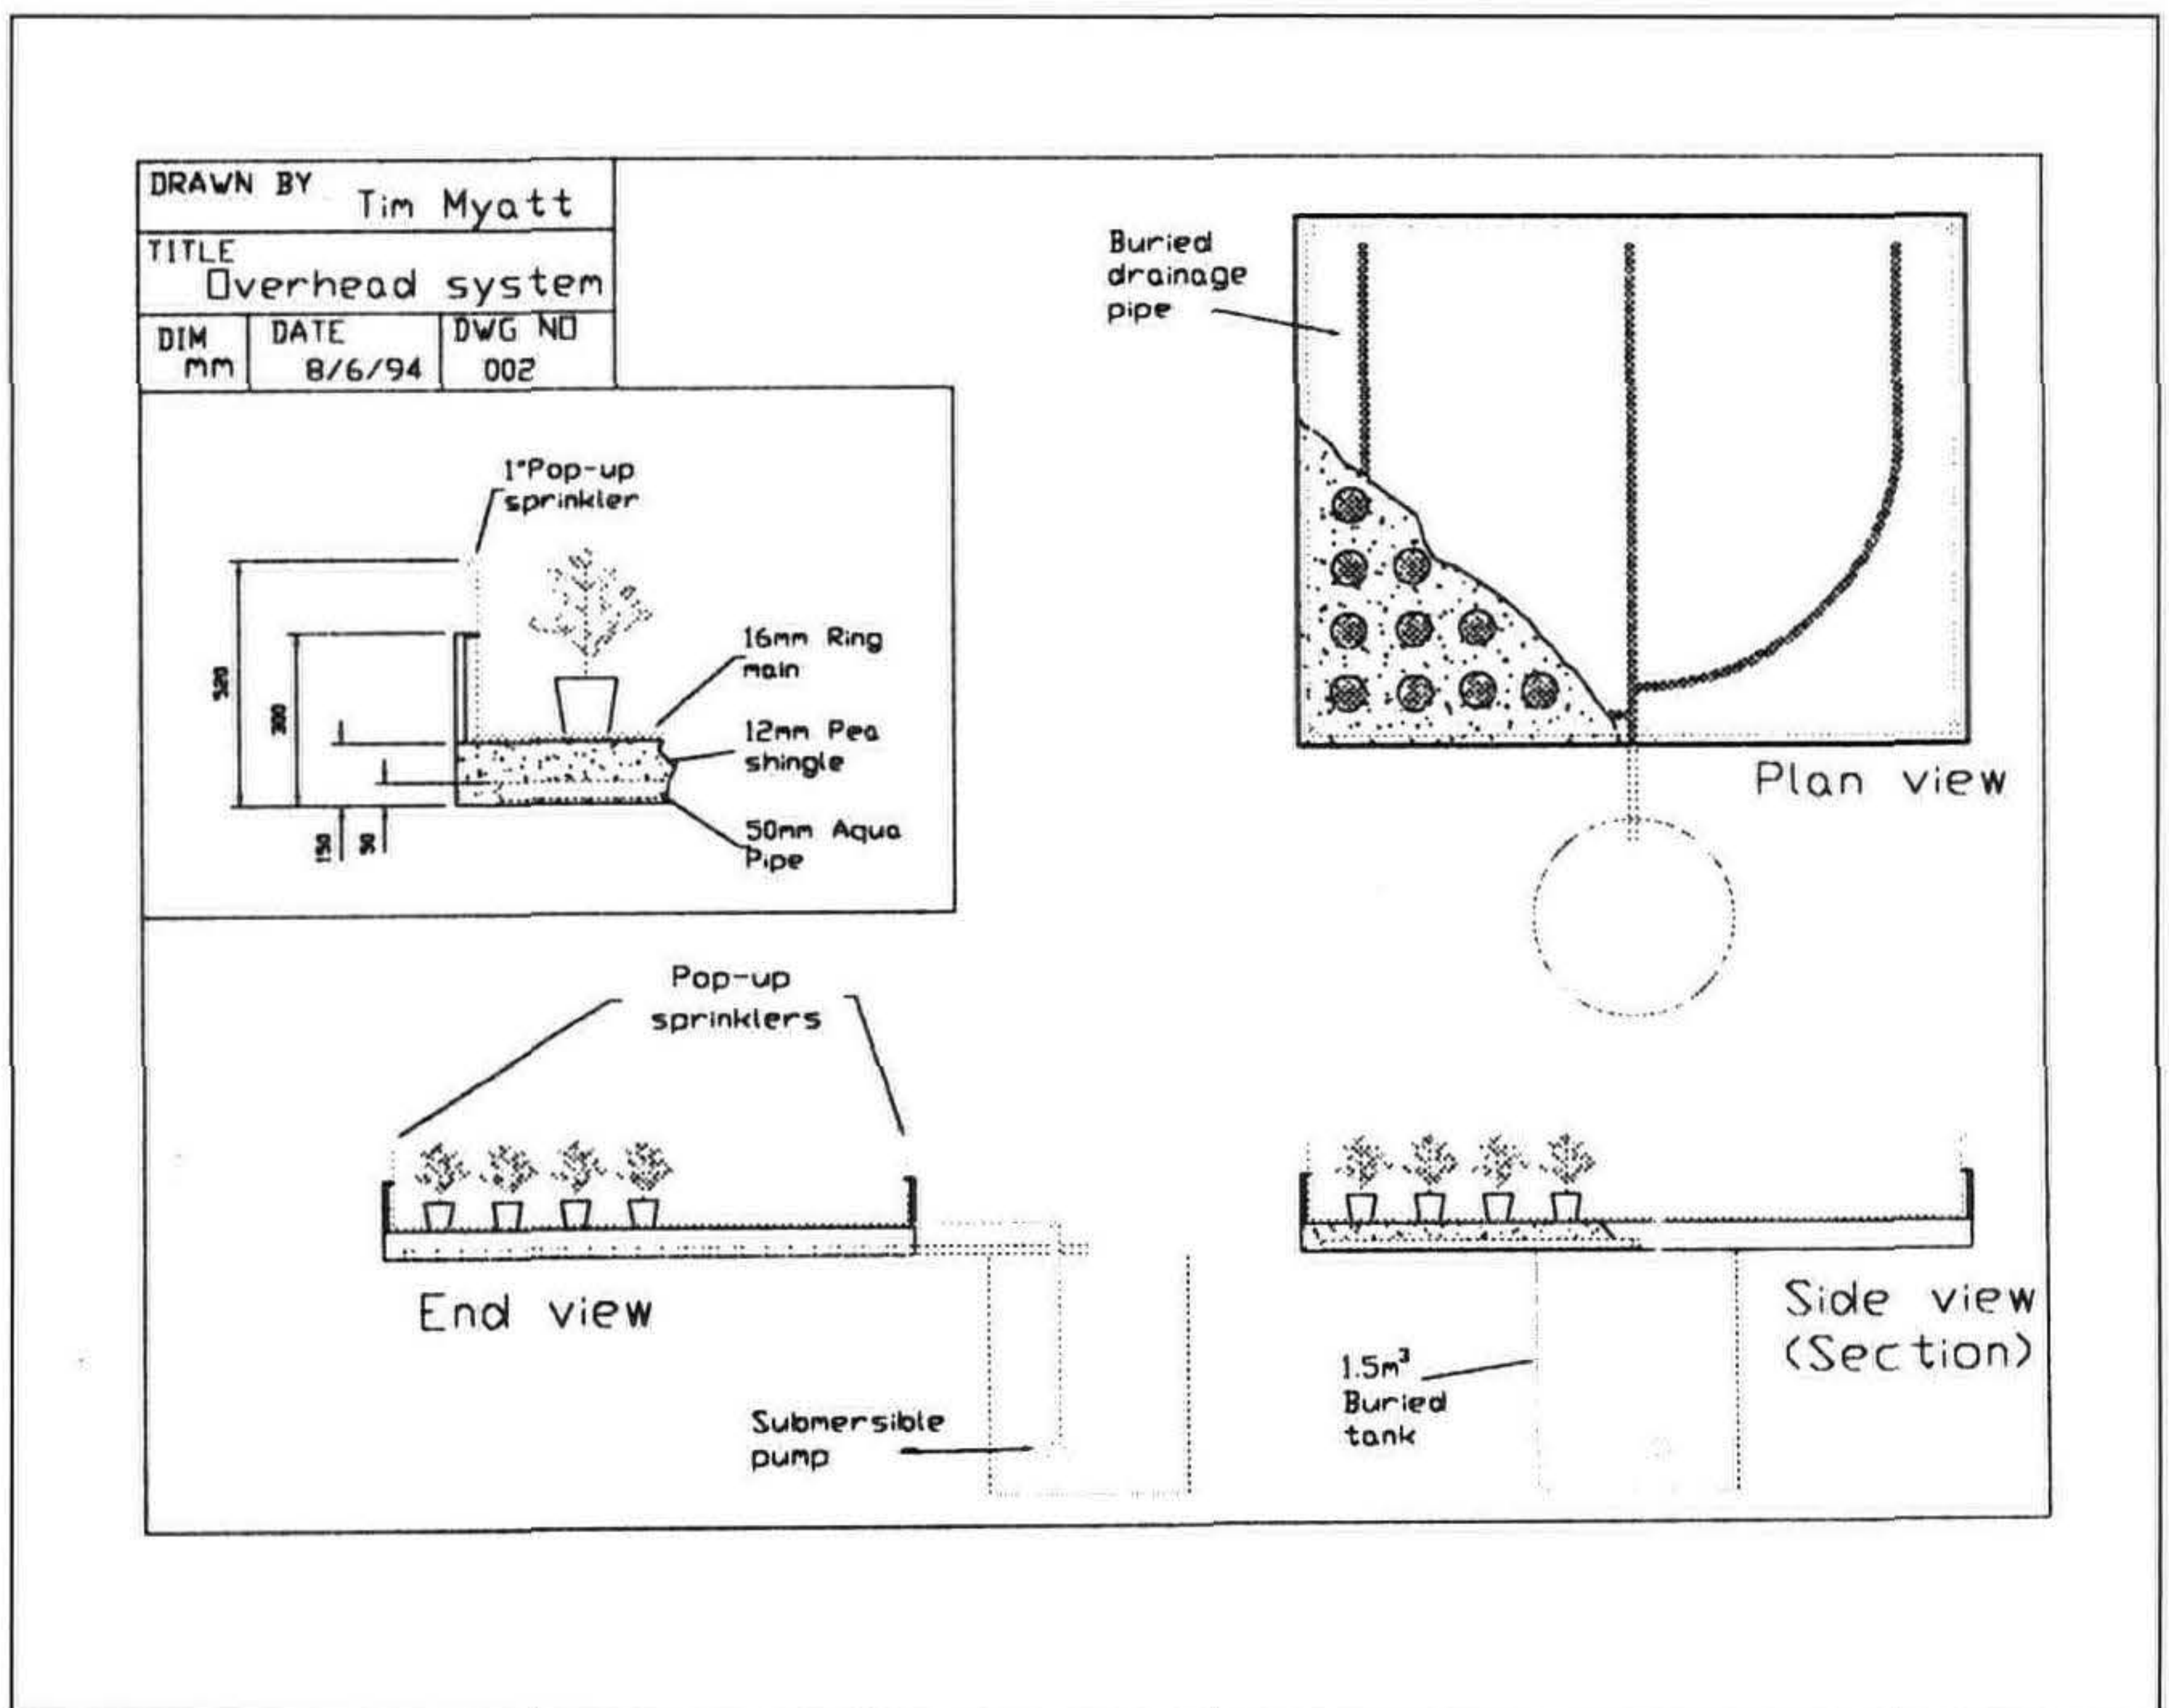 DRAWN BY
Tim Myatt
TITLE
Overhead system
DIM
mm
DATE
8/6/94
DWG NO
002
1"Pop-up
sprinkler
16mm Ring
main
12mm Pea
shingle
50mm Aqua
Pipe
520
300
150
50
Buried
drainage
pipe
Plan view
Pop-up
sprinklers
End view
Submersible
pump
1.5m³
Buried
tank
Side view
(Section)